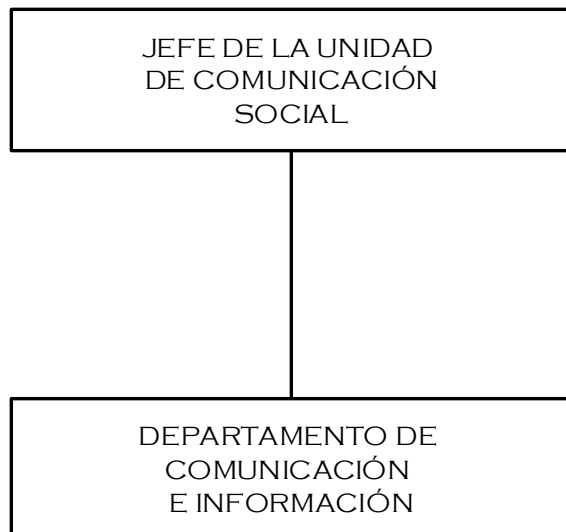 JEFE DE LA UNIDAD
DE COMUNICACIÓN
SOCIAL
DEPARTAMENTO DE
COMUNICACIÓN
E INFORMACIÓN